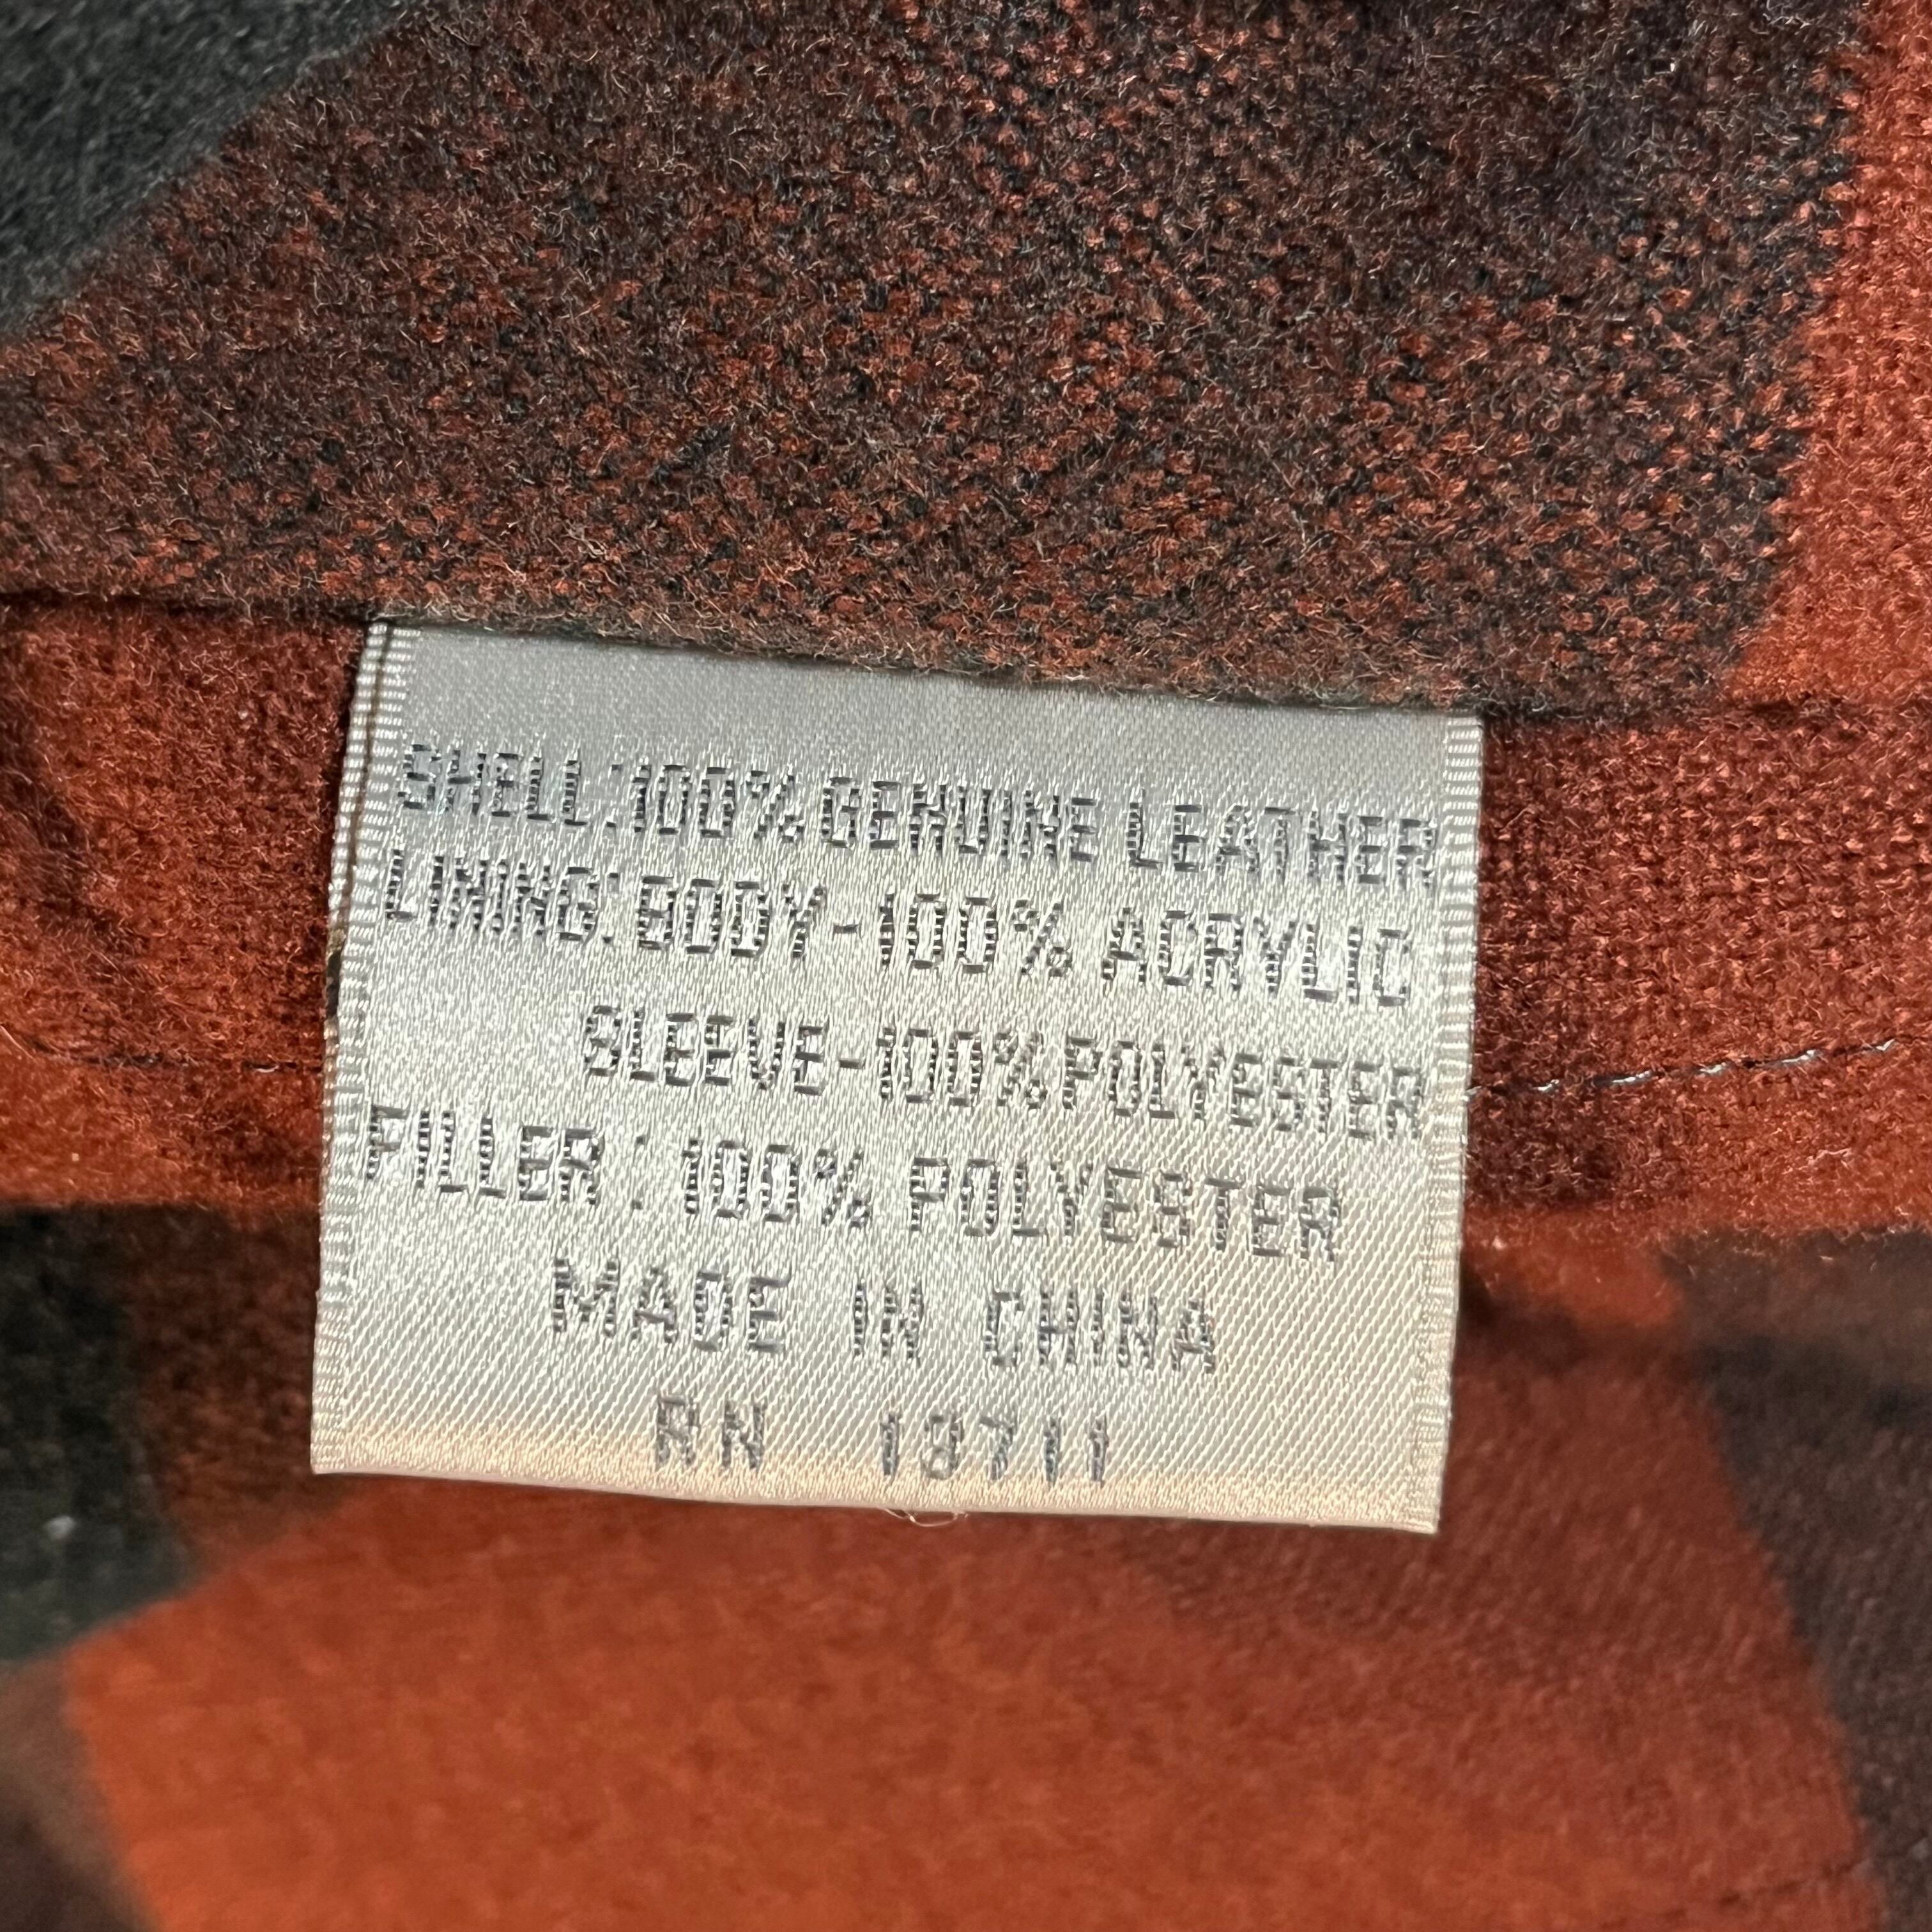 SHELL:100% GENUINE LEATHER
LINING:BODY-100% ACRYLIC
SLEEVE-100% POLYESTER
FILLER: 100% POLYESTER
MADE IN CHINA
RN 19711